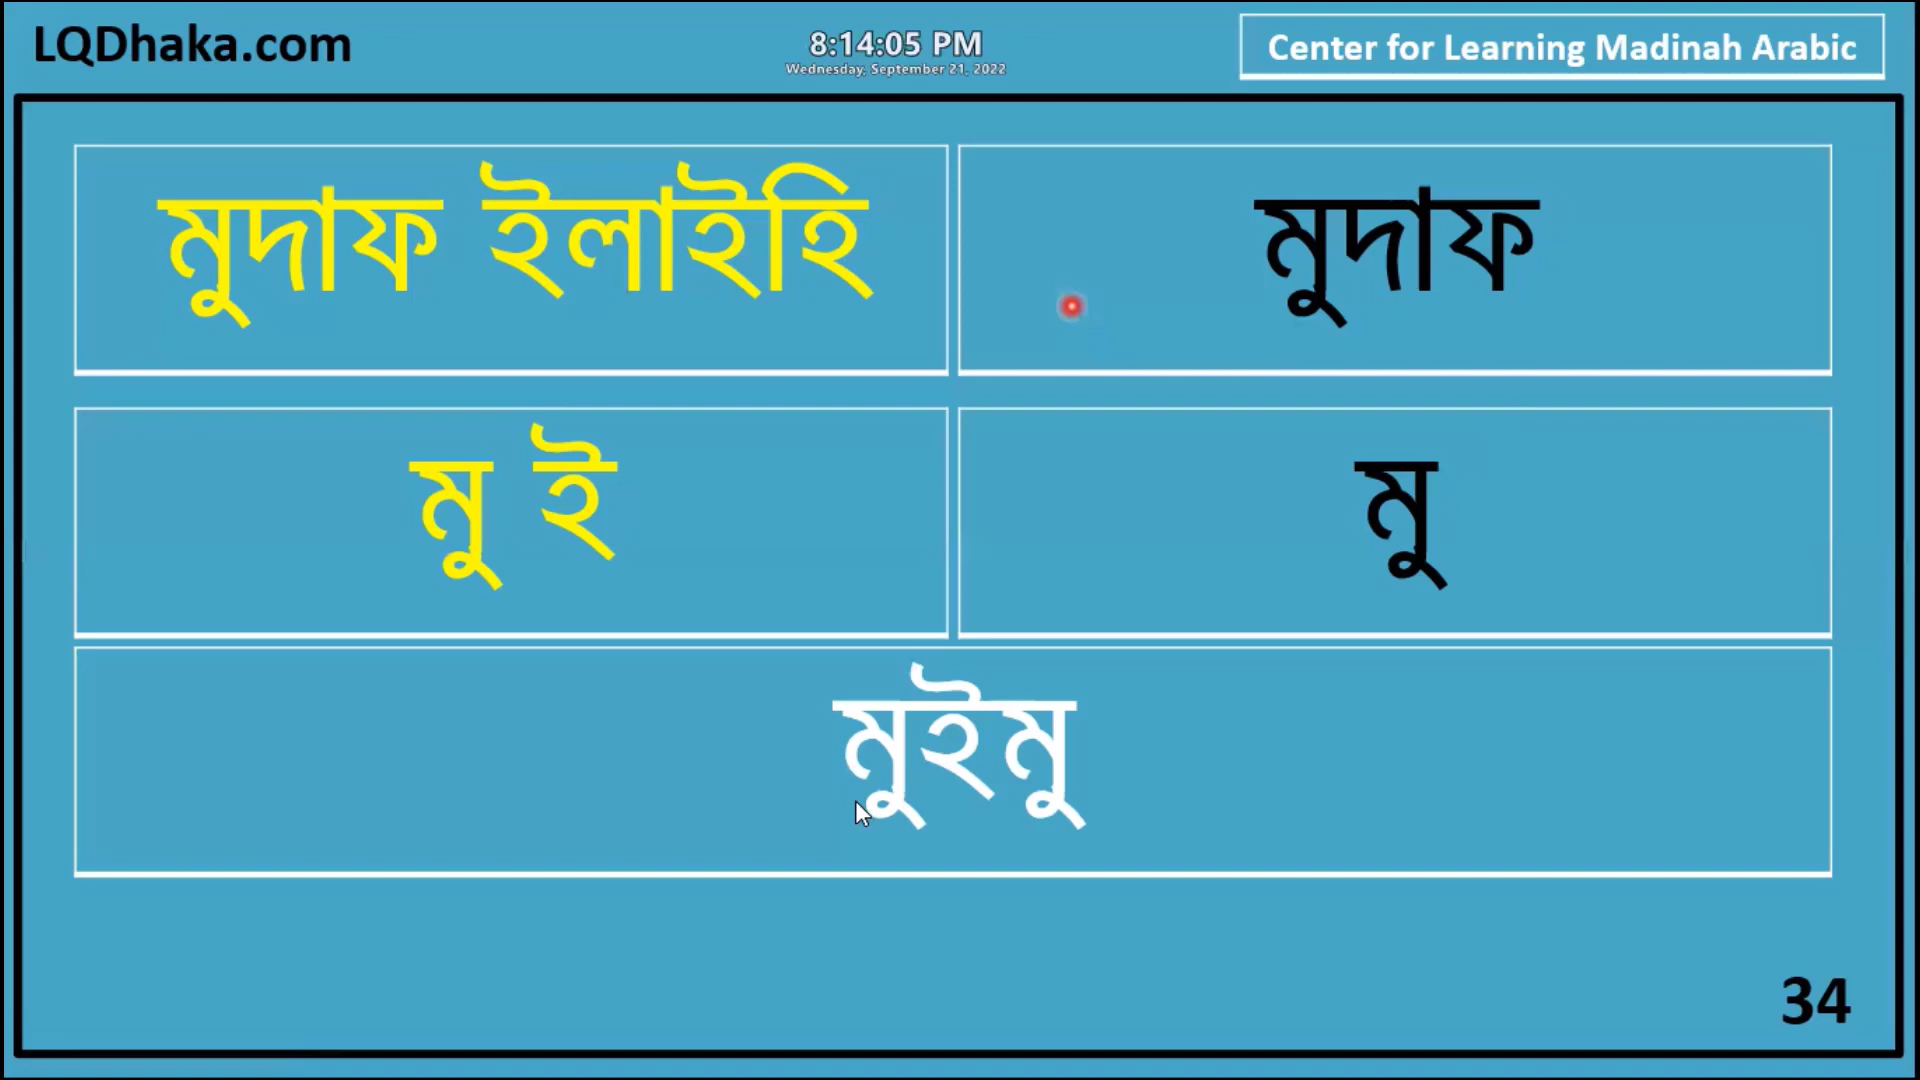 LQDhaka.com
8:14:05 PM
Wednesday, September 21, 2022
Center for Learning Madinah Arabic
মুদাফ ইলাইহি
মুদাফ
মু ই
মু
মুইমু
34